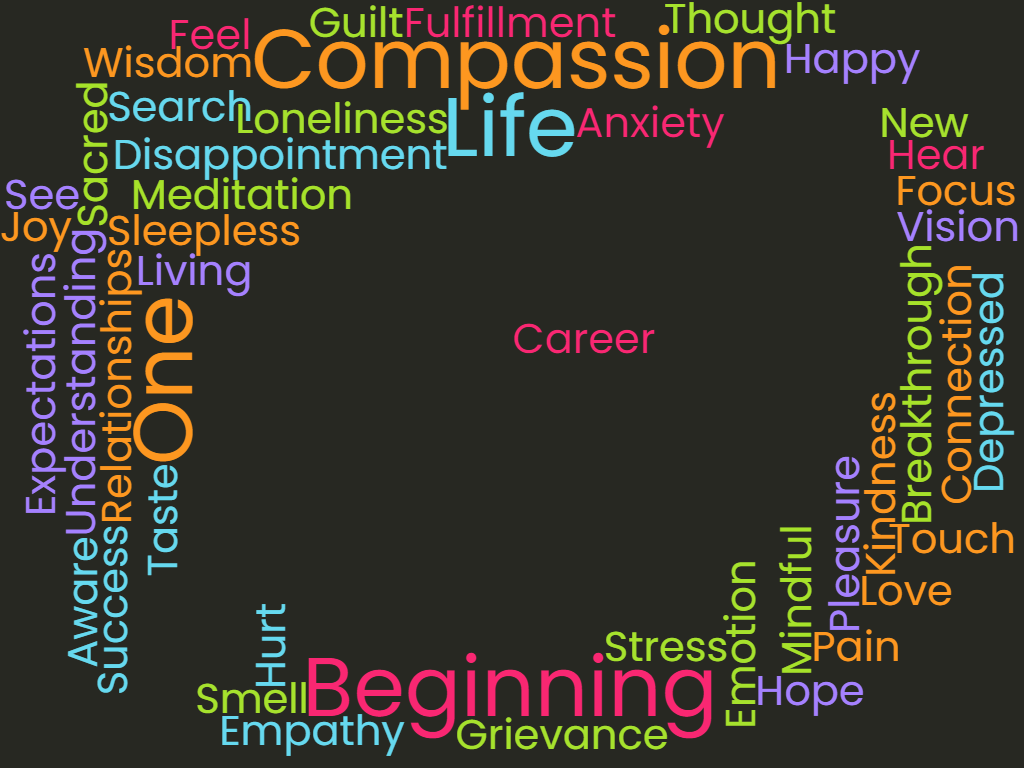 Guilt
Fulfillment
Thought
Feel
Compassion
Wisdom
Happy
Search
Loneliness
Life
Anxiety
New
Sacred
Disappointment
Hear
See
Meditation
Focus
Joy
Sleepless
Vision
Living
Expectations
Understanding
Relationships
One
Career
Breakthrough
Connection
Depressed
Taste
Kindness
Pleasure
Touch
Aware
Success
Love
Hurt
Mindful
Emotion
Stress
Pain
Smell
Beginning
Hope
Empathy
Grievance